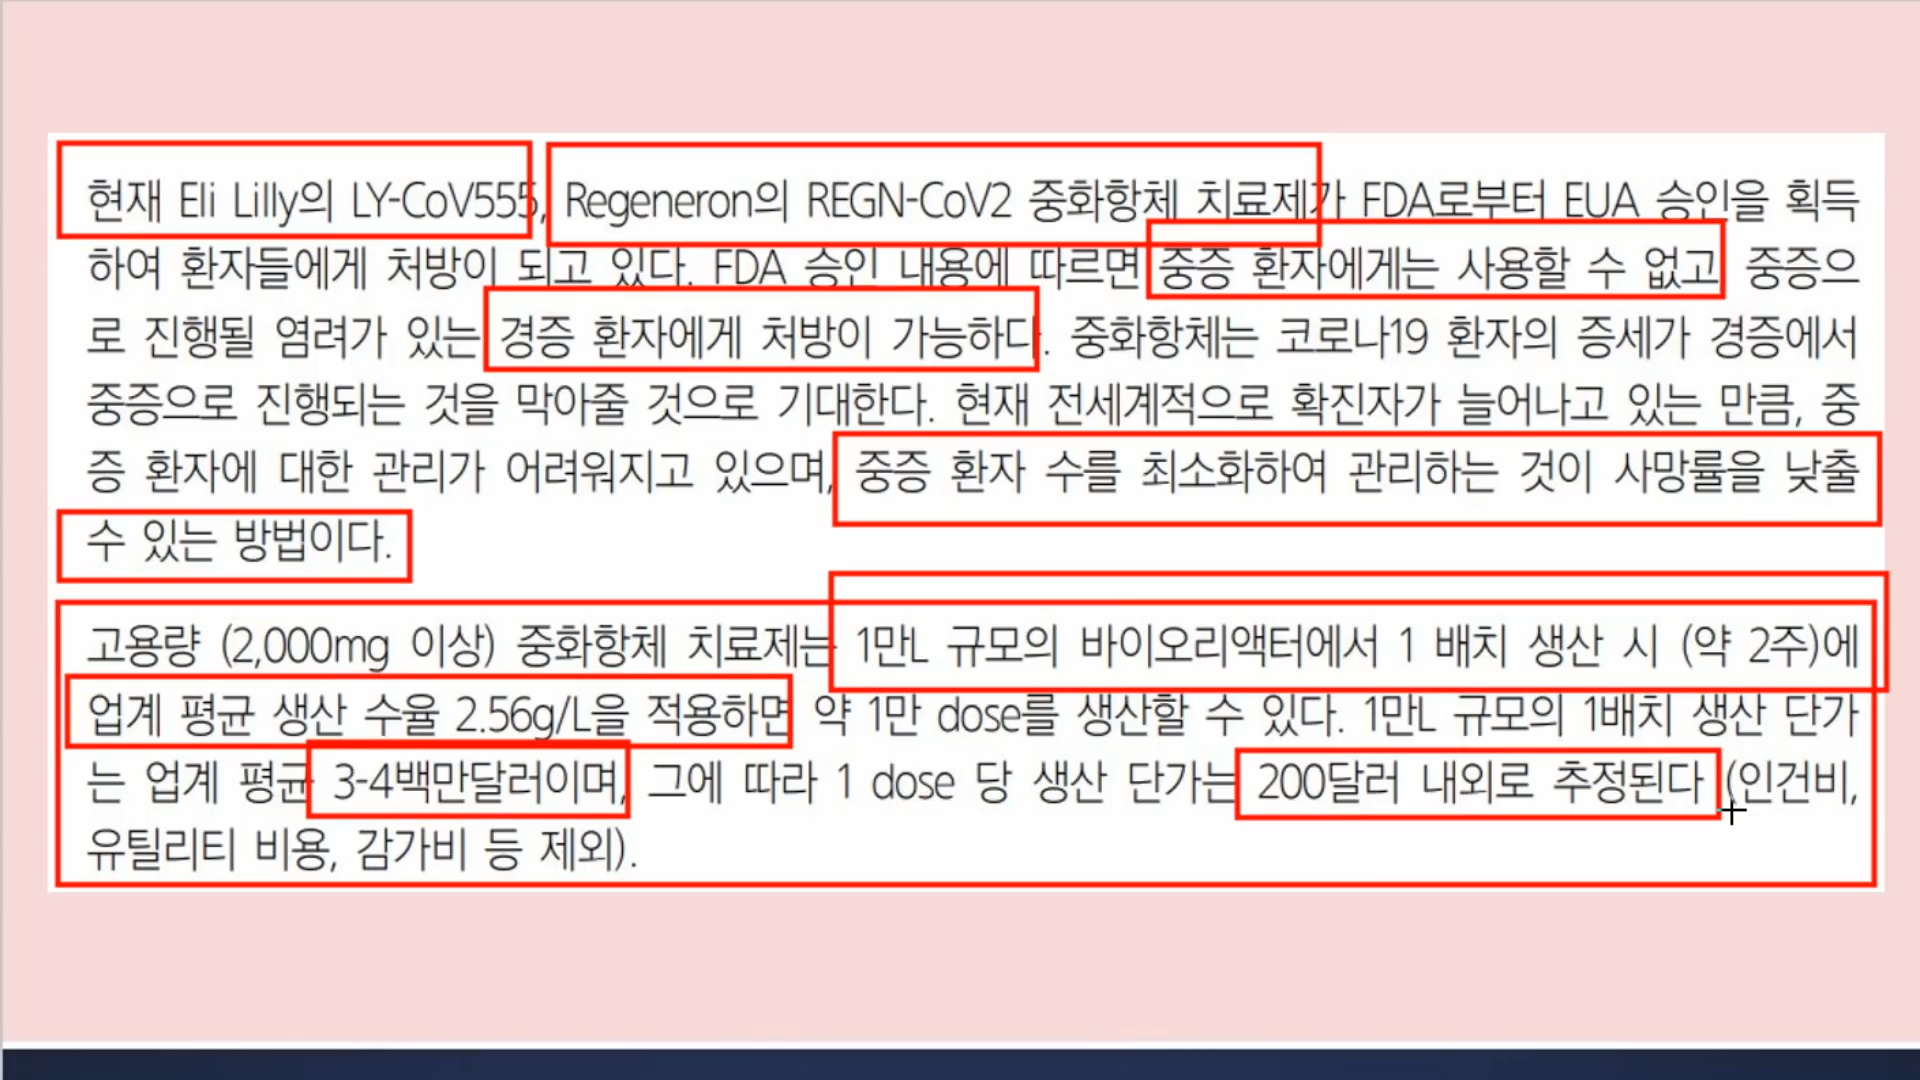 현재 Eli Lilly의 LY-CoV555, Regeneron의 REGN-CoV2 중화항체 치료제가 FDA로부터 EUA 승인을 획득
하여 환자들에게 처방이 되고 있다. FDA 승인 내용에 따르면 중증 환자에게는 사용할 수 없고 중증으
로 진행될 염려가 있는 경증 환자에게 처방이 가능하다. 중화항체는 코로나19 환자의 증세가 경증에서
중증으로 진행되는 것을 막아줄 것으로 기대한다. 현재 전세계적으로 확진자가 늘어나고 있는 만큼, 중
증 환자에 대한 관리가 어려워지고 있으며, 중증 환자 수를 최소화하여 관리하는 것이 사망률을 낮출
수 있는 방법이다.
고용량 (2,000mg 이상) 중화항체 치료제는 1만L 규모의 바이오리액터에서 1 배치 생산 시 (약 2주)에
업계 평균 생산 수율 2.56g/L을 적용하면 약 1만 dose를 생산할 수 있다. 1만L 규모의 1배치 생산 단가
는 업계 평균 3-4백만달러이며, 그에 따라 1 dose 당 생산 단가는 200달러 내외로 추정된다 (인건비,
유틸리티 비용, 감가비 등 제외).